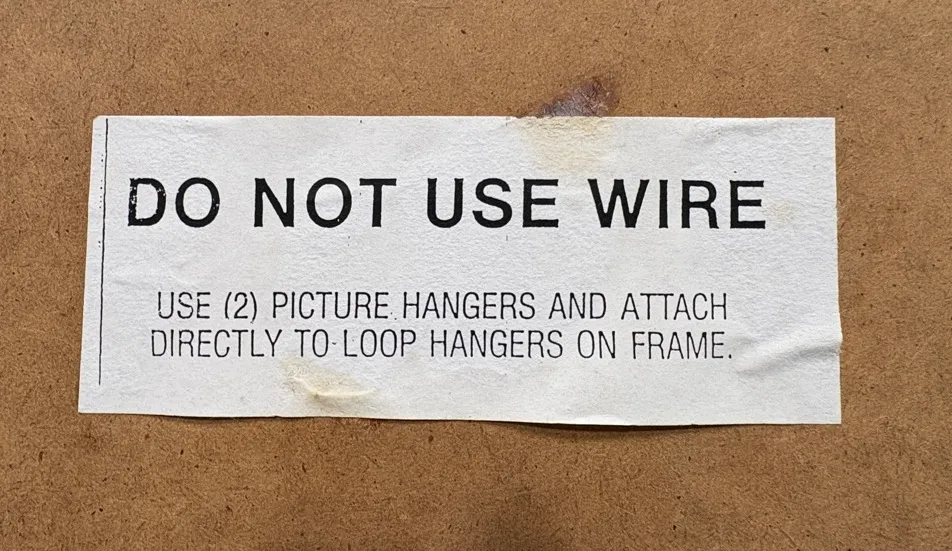 DO NOT USE WIRE
USE (2) PICTURE HANGERS AND ATTACH
DIRECTLY TO LOOP HANGERS ON FRAME.